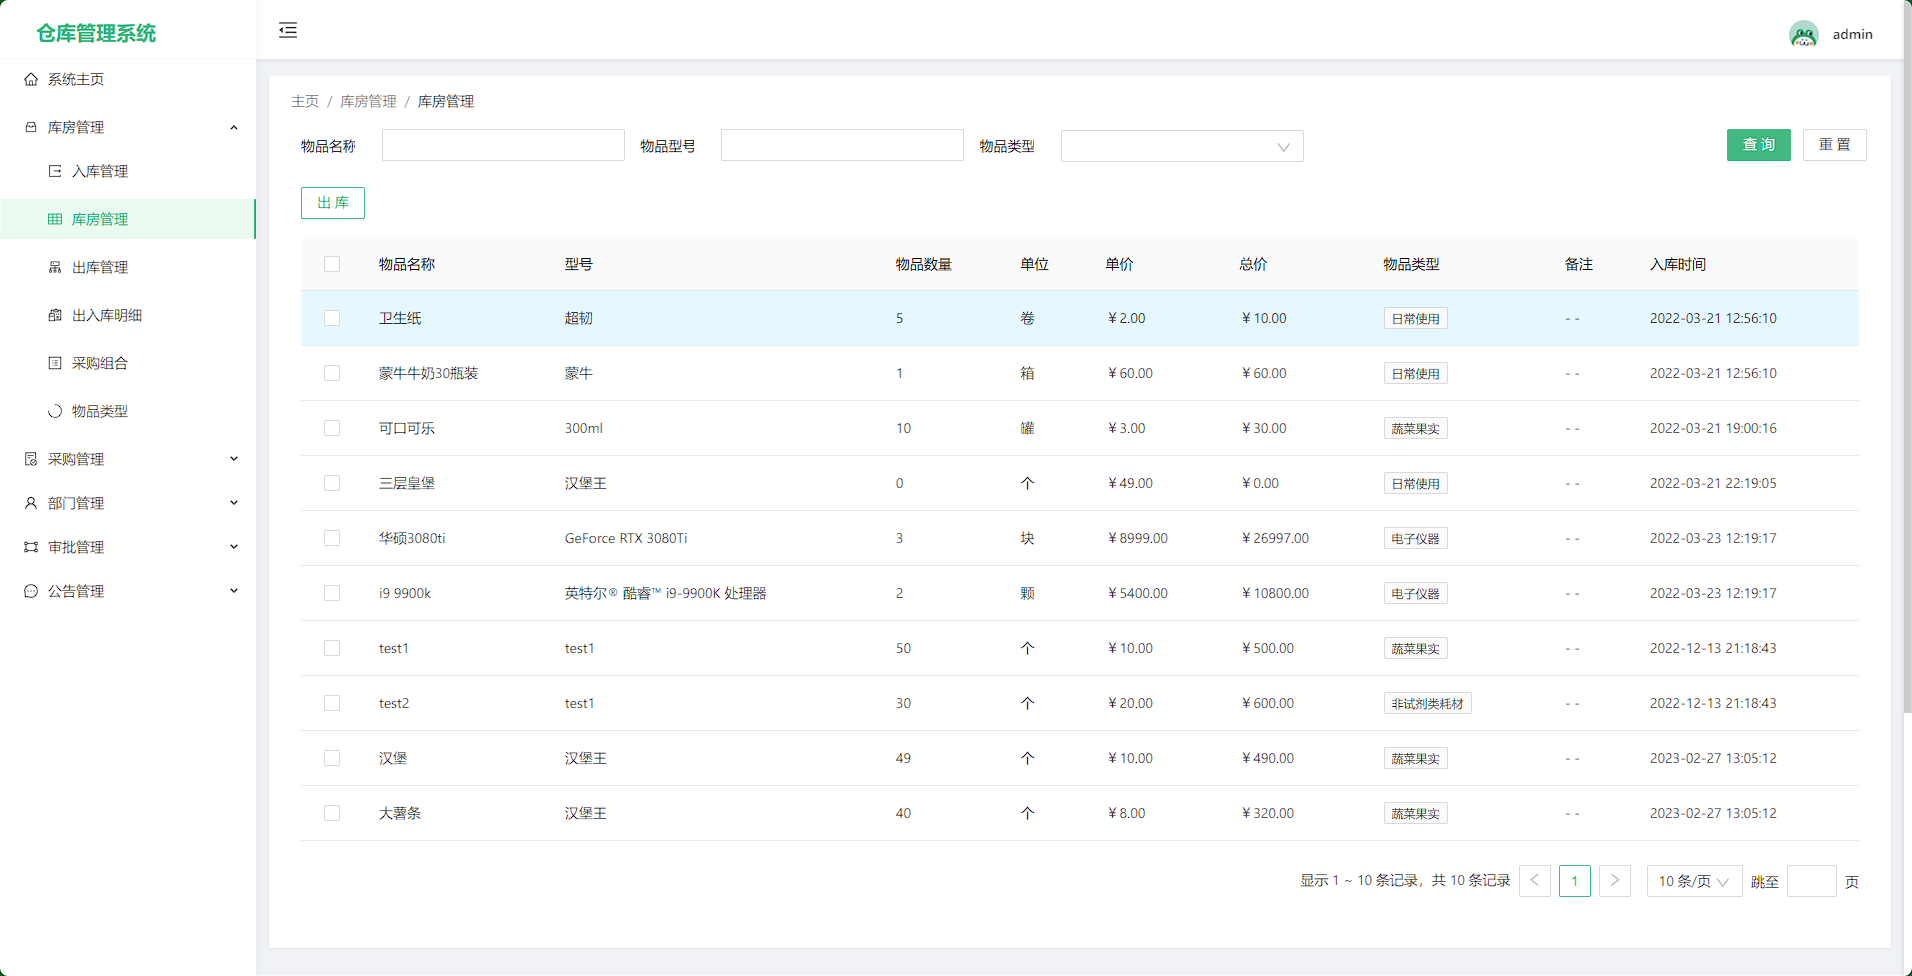 仓库管理系统
admin
系统主页
库房管理
入库管理
库房管理
出库管理
出入库明细
采购组合
物品类型
采购管理
部门管理
审批管理
公告管理
主页 / 库房管理 / 库房管理
物品名称 物品型号 物品类型 查 询 重 置
出 库
物品名称 型号 物品数量 单位 单价 总价 物品类型 备注 入库时间
卫生纸 超韧 5 卷 ¥2.00 ¥10.00 日常使用 - - 2022-03-21 12:56:10
蒙牛牛奶30瓶装 蒙牛 1 箱 ¥60.00 ¥60.00 日常使用 - - 2022-03-21 12:56:10
可口可乐 300ml 10 罐 ¥3.00 ¥30.00 蔬菜果实 - - 2022-03-21 19:00:16
三层皇堡 汉堡王 0 个 ¥49.00 ¥0.00 日常使用 - - 2022-03-21 22:19:05
华硕3080ti GeForce RTX 3080Ti 3 块 ¥8999.00 ¥26997.00 电子仪器 - - 2022-03-23 12:19:17
i9 9900k 英特尔® 酷睿™ i9-9900K 处理器 2 颗 ¥5400.00 ¥10800.00 电子仪器 - - 2022-03-23 12:19:17
test1 test1 50 个 ¥10.00 ¥500.00 蔬菜果实 - - 2022-12-13 21:18:43
test2 test1 30 个 ¥20.00 ¥600.00 非试剂类耗材 - - 2022-12-13 21:18:43
汉堡 汉堡王 49 个 ¥10.00 ¥490.00 蔬菜果实 - - 2023-02-27 13:05:12
大薯条 汉堡王 40 个 ¥8.00 ¥320.00 蔬菜果实 - - 2023-02-27 13:05:12
显示 1 ~ 10 条记录，共 10 条记录 < 1 > 10 条/页 跳至 页